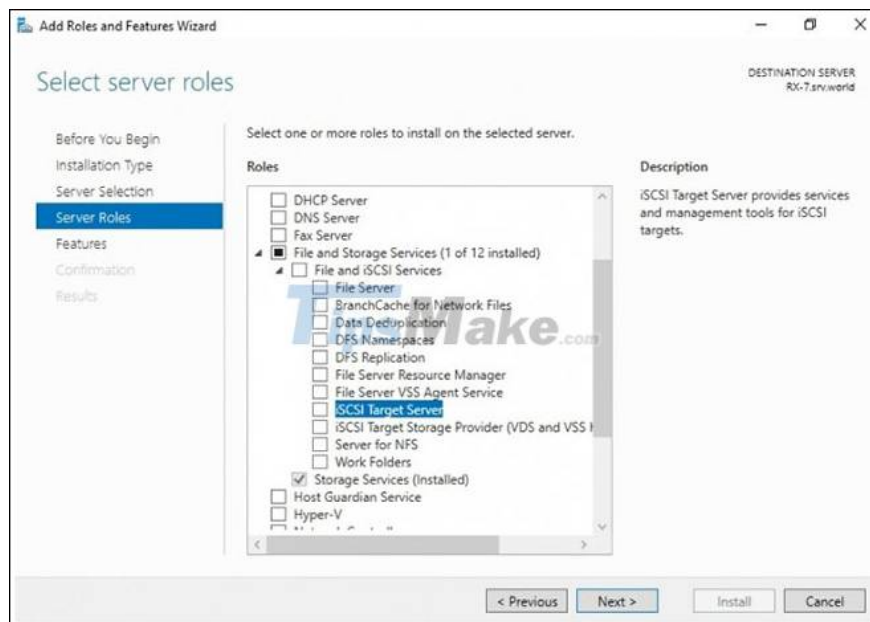 Add Roles and Features Wizard
Select server roles
DESTINATION SERVER
RX-7.srv.world
Before You Begin
Installation Type
Server Selection
Server Roles
Features
Confirmation
Results
Select one or more roles to install on the selected server.
Roles
DHCP Server
DNS Server
Fax Server
File and Storage Services (1 of 12 installed)
File and iSCSI Services
File Server
BranchCache for Network Files
Data Deduplication
DFS Namespaces
DFS Replication
File Server Resource Manager
File Server VSS Agent Service
iSCSI Target Server
iSCSI Target Storage Provider (VDS and VSS
Server for NFS
Work Folders
Storage Services (Installed)
Host Guardian Service
Hyper-V
Description
iSCSI Target Server provides services
and management tools for iSCSI
targets.
TipsMake.com
< Previous
Next >
Install
Cancel